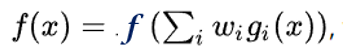 f(x) = f (∑ᵢ wᵢgᵢ(x)),